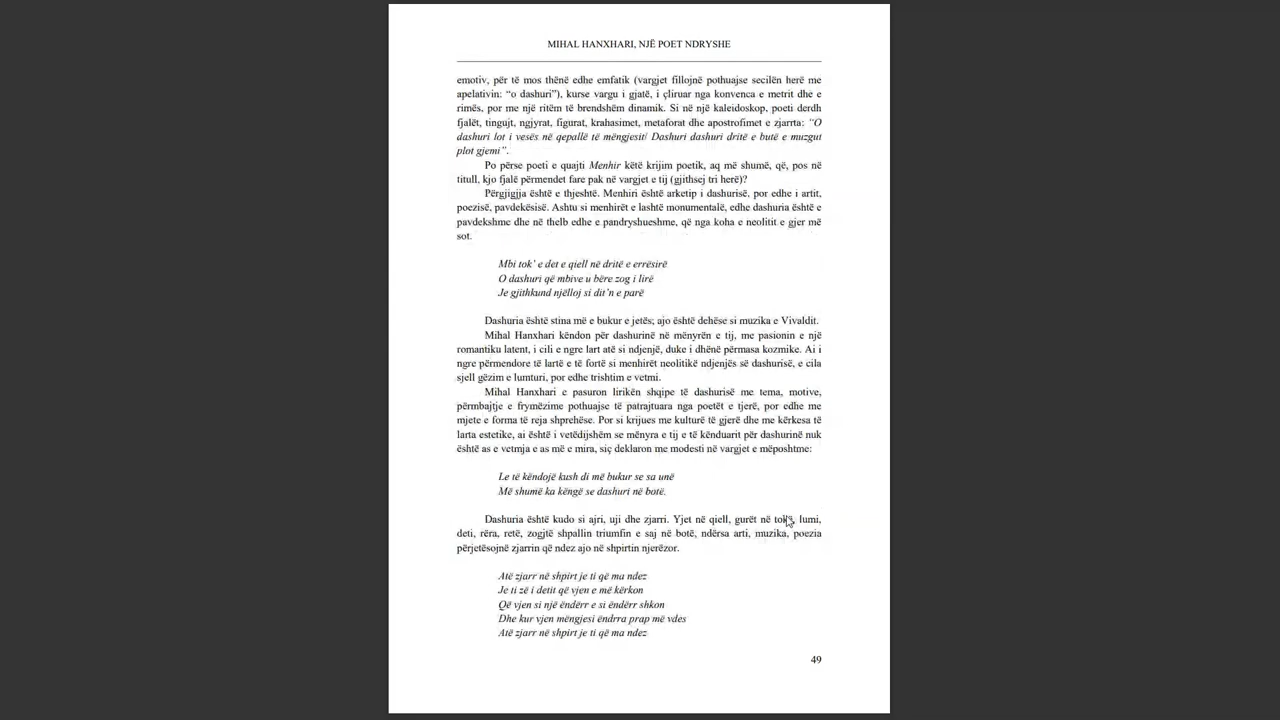 MIHAL HANXHARI, NJË POET NDRYSHE
emotiv, për të mos thënë edhe emfatik (vargjet fillojnë pothuajse secilën herë me
apelativin: “o dashuri”), kurse vargu i gjatë, i çliruar nga konvenca e metrit dhe e
rimës, por me një ritëm të brendshëm dinamik. Si në një kaleidoskop, poeti derdh
fjalët, tingujt, ngjyrat, figurat, krahasimet, metaforat dhe apostrofimet e zjarrta: “O
dashuri lot i vesës në qepallë të mëngjesit/ Dashuri dashuri dritë e butë e muzgut
plot gjemi”.
Po përse poeti e quajti Menhir këtë krijim poetik, aq më shumë, që, pos në
titull, kjo fjalë përmendet fare pak në vargjet e tij (gjithsej tri herë)?
Përgjigjja është e thjeshtë. Menhiri është arketip i dashurisë, por edhe i artit,
poezisë, pavdekësisë. Ashtu si menhirët e lashtë monumentalë, edhe dashuria është e
pavdekshme dhe në thelb edhe e pandryshueshme, që nga koha e neolitit e gjer më
sot.
Mbi tok’ e det e qiell në dritë e errësirë
O dashuri që mbive u bëre zog i lirë
Je gjithkund njëlloj si dit’n e parë
Dashuria është stina më e bukur e jetës; ajo është dehëse si muzika e Vivaldit.
Mihal Hanxhari këndon për dashurinë në mënyrën e tij, me pasionin e një
romantiku latent, i cili e ngre lart atë si ndjenjë, duke i dhënë përmasa kozmike. Ai i
ngre përmendore të lartë e të fortë si menhirët neolitikë ndjenjës së dashurisë, e cila
sjell gëzim e lumturi, por edhe trishtim e vetmi.
Mihal Hanxhari e pasuron lirikën shqipe të dashurisë me tema, motive,
përmbajtje e frymëzime pothuajse të patrajtuara nga poetët e tjerë, por edhe me
mjete e forma të reja shprehëse. Por si krijues me kulturë të gjerë dhe me kërkesa të
larta estetike, ai është i vetëdijshëm se mënyra e tij e të kënduarit për dashurinë nuk
është as e vetmja e as më e mira, siç deklaron me modesti në vargjet e mëposhtme:
Le të këndojë kush di më bukur se sa unë
Më shumë ka këngë se dashuri në botë.
Dashuria është kudo si ajri, uji dhe zjarri. Yjet në qiell, gurët në tokë, lumi,
deti, rëra, retë, zogjtë shpallin triumfin e saj në botë, ndërsa arti, muzika, poezia
përjetësojnë zjarrin që ndez ajo në shpirtin njerëzor.
Atë zjarr në shpirt je ti që ma ndez
Je ti zë i detit që vjen e më kërkon
Që vjen si një ëndërr e si ëndërr shkon
Dhe kur vjen mëngjesi ëndrra prap më vdes
Atë zjarr në shpirt je ti që ma ndez
49